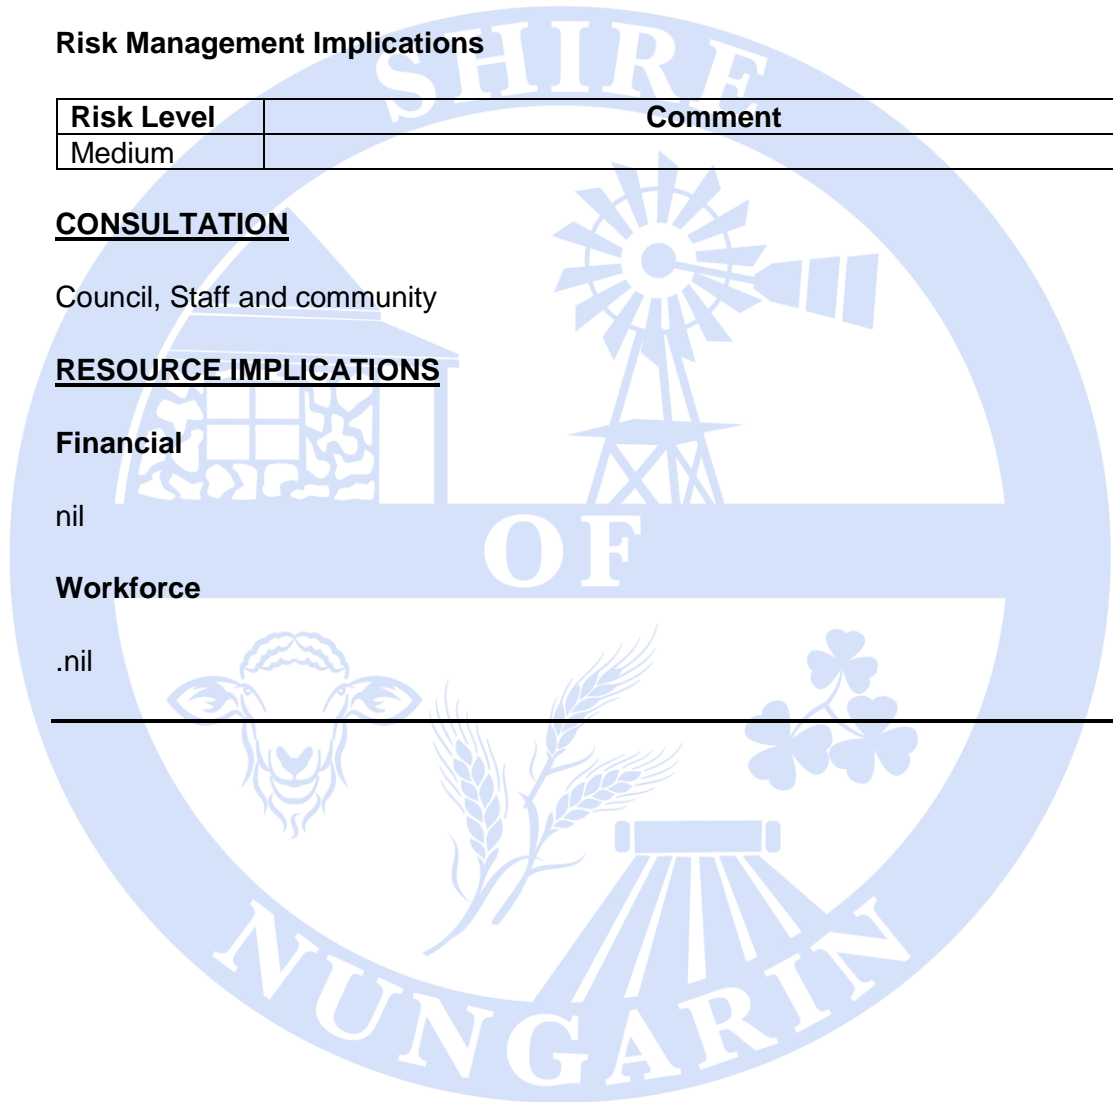 Risk Management Implications
Risk Level Comment
Medium
CONSULTATION
Council, Staff and community
RESOURCE IMPLICATIONS
Financial
nil
Workforce
.nil
SHIRE
OF
NUNGARIN